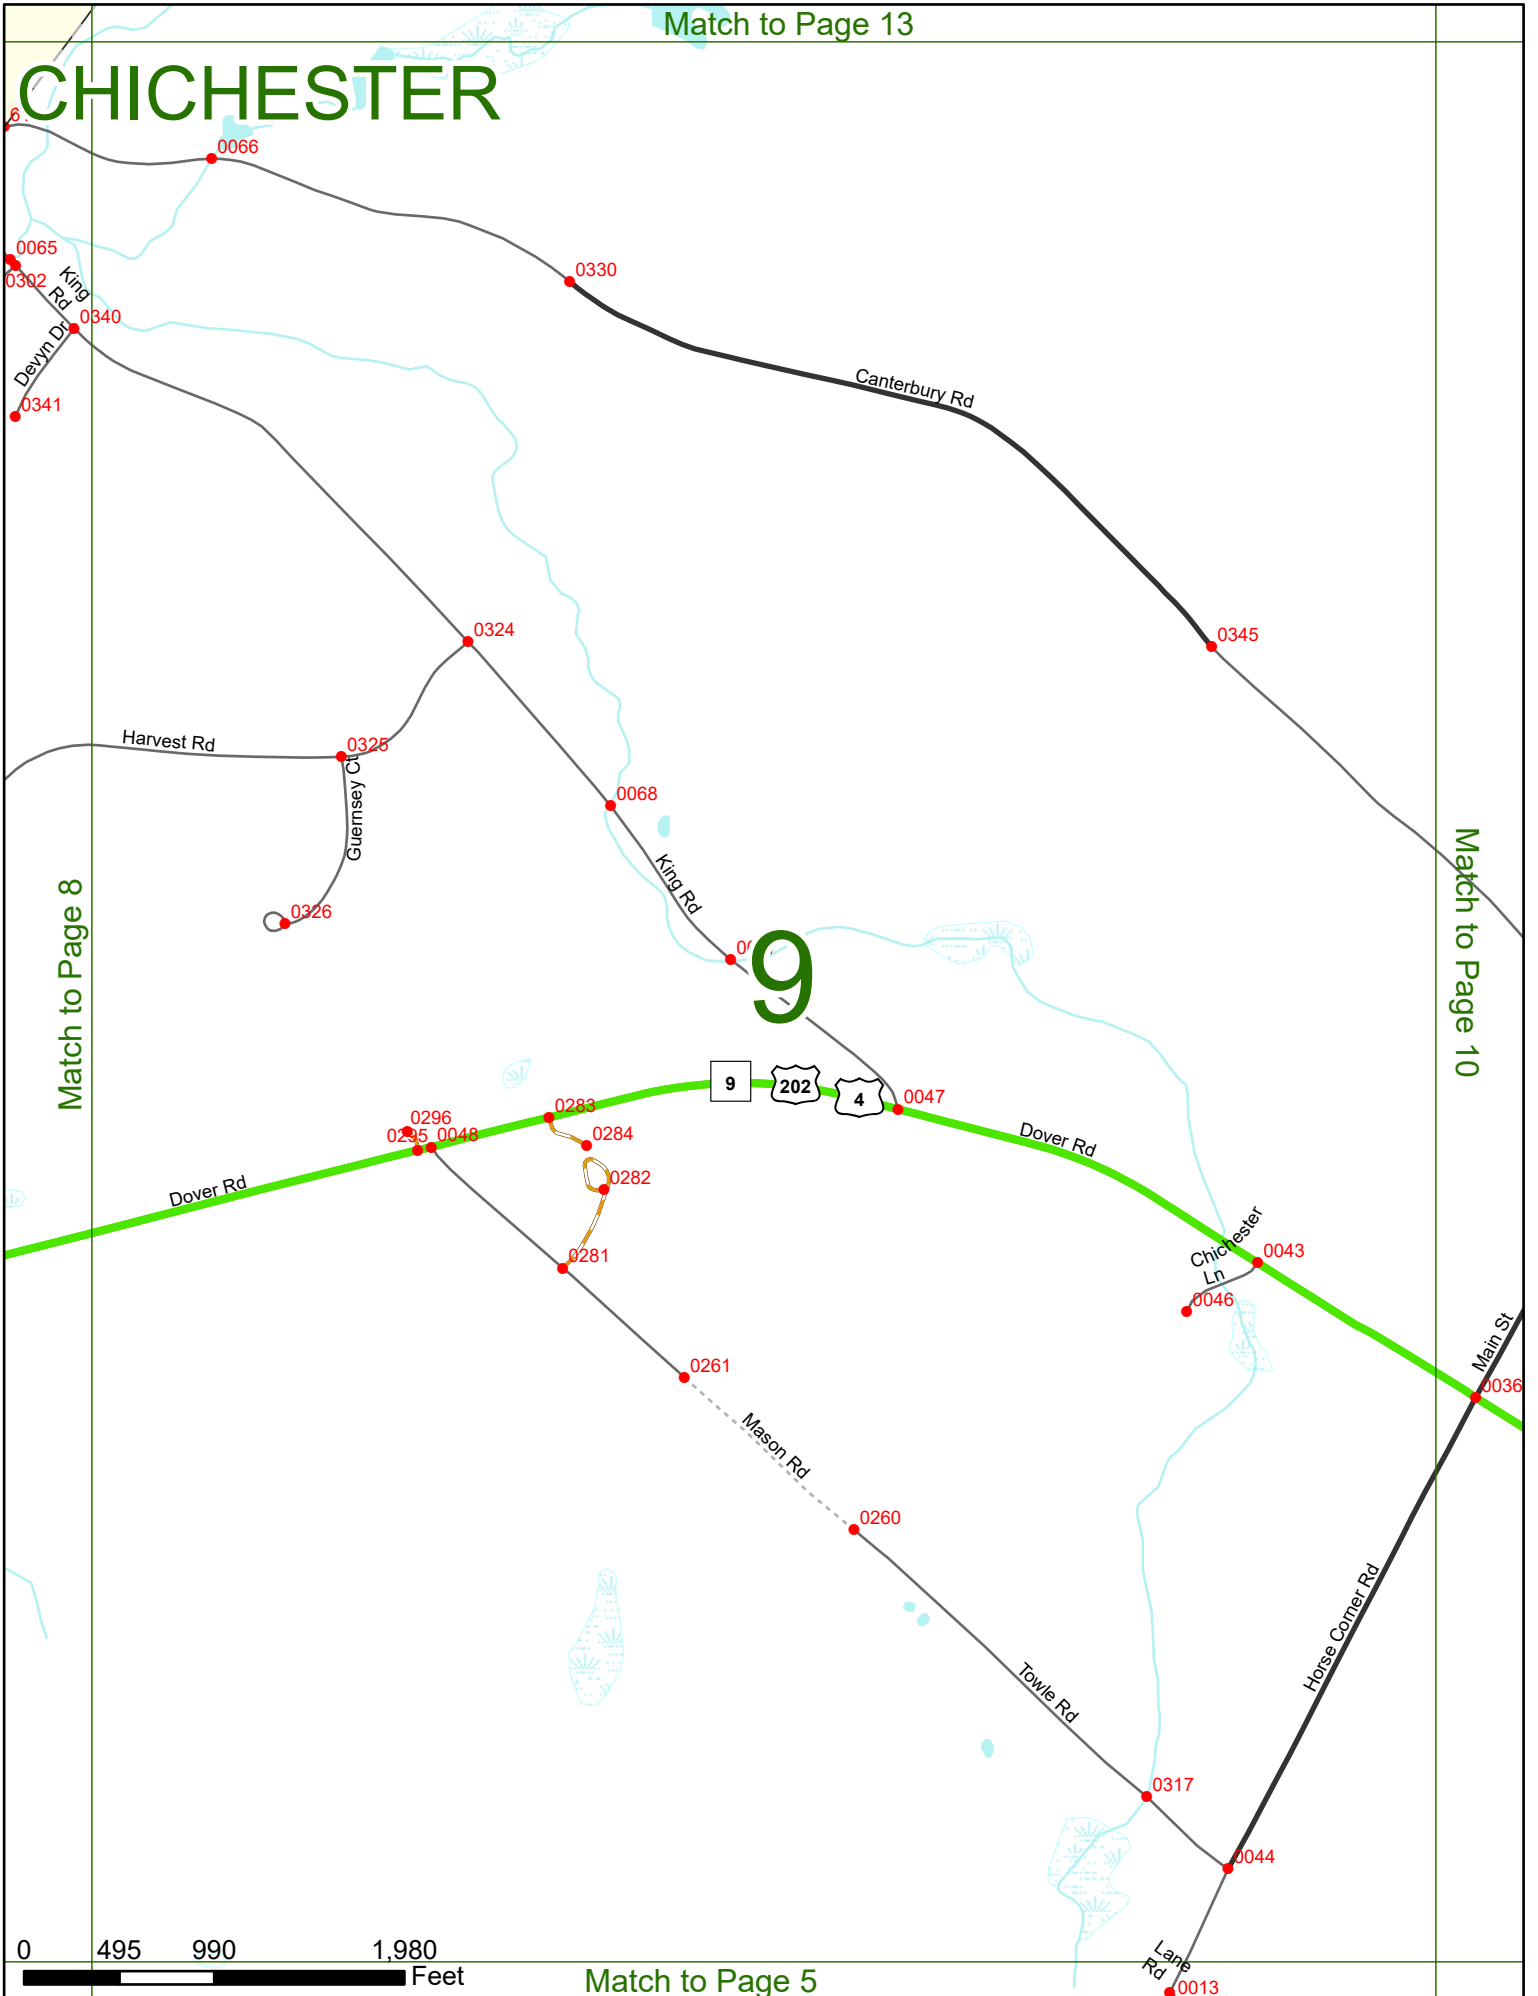 Match to Page 13
CHICHESTER
0066
0065
0302
King
Rd
0340
Devyn Dr
0341
0330
Canterbury Rd
0324
0345
Harvest Rd
0325
Guernsey Ct
0068
King Rd
0326
Match to Page 8
Match to Page 10
9
9
202
4
0047
0283
0296
0295
0048
0284
Dover Rd
0282
Dover Rd
0281
Chichester
Ln
0043
0046
Main St
0036
0261
Mason Rd
0260
Horse Corner Rd
Towle Rd
0317
0044
Lane
Rd
0013
0 495 990 1,980
Feet
Match to Page 5